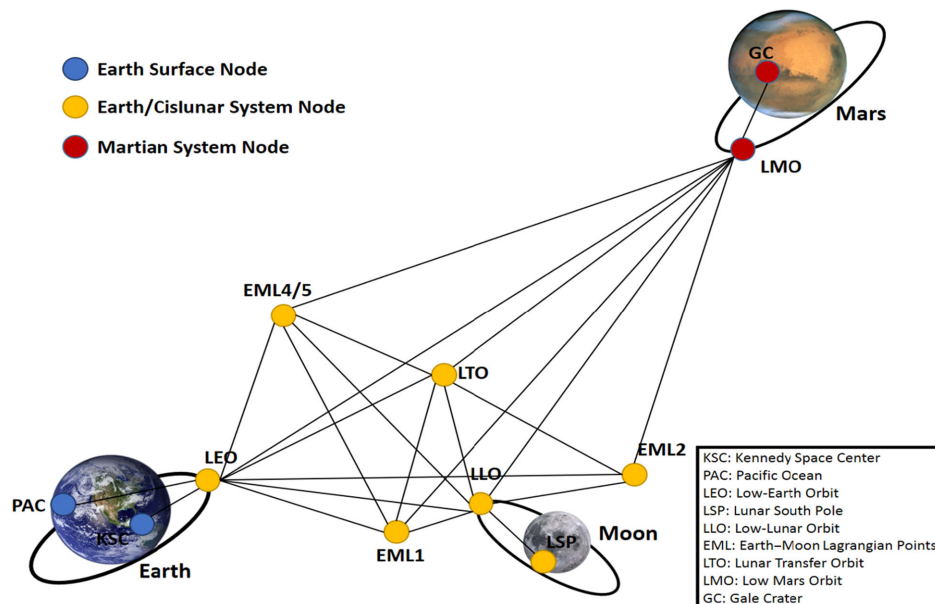 Earth Surface Node
Earth/Cislunar System Node
Martian System Node
GC
Mars
LMO
EML4/5
LTO
LEO
EML2
LLO
PAC
KSC
LSP
Moon
EML1
Earth
KSC: Kennedy Space Center
PAC: Pacific Ocean
LEO: Low-Earth Orbit
LSP: Lunar South Pole
LLO: Low-Lunar Orbit
EML: Earth–Moon Lagrangian Points
LTO: Lunar Transfer Orbit
LMO: Low Mars Orbit
GC: Gale Crater